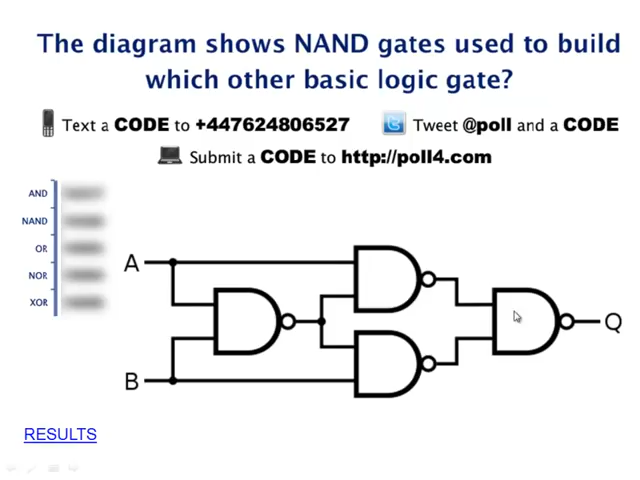 The diagram shows NAND gates used to build
which other basic logic gate?
Text a CODE to +447624806527
Tweet @poll and a CODE
Submit a CODE to http://poll4.com
AND
NAND
OR
NOR
XOR
A
B
Q
RESULTS